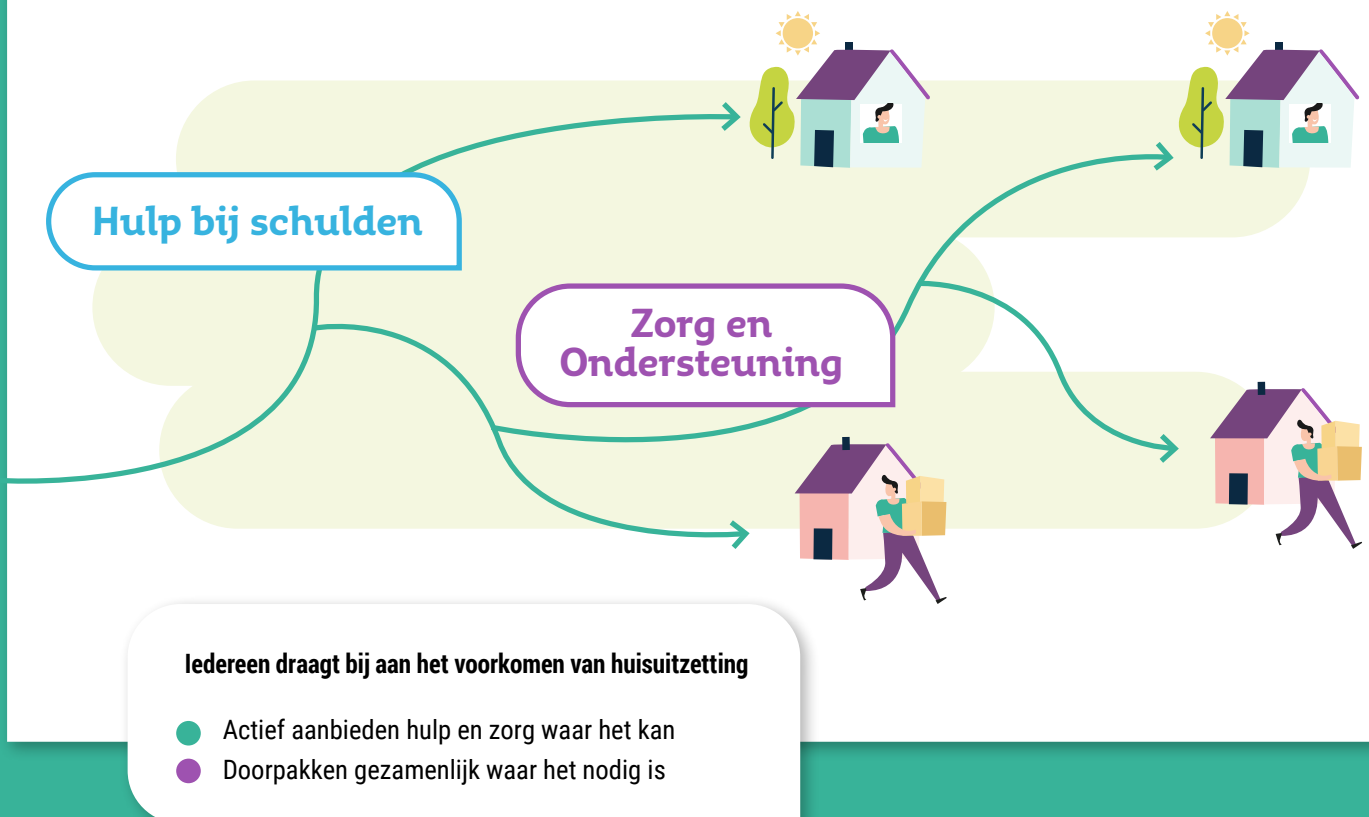 Hulp bij schulden
Zorg en
Ondersteuning
Iedereen draagt bij aan het voorkomen van huisuitzetting
Actief aanbieden hulp en zorg waar het kan
Doorpakken gezamenlijk waar het nodig is